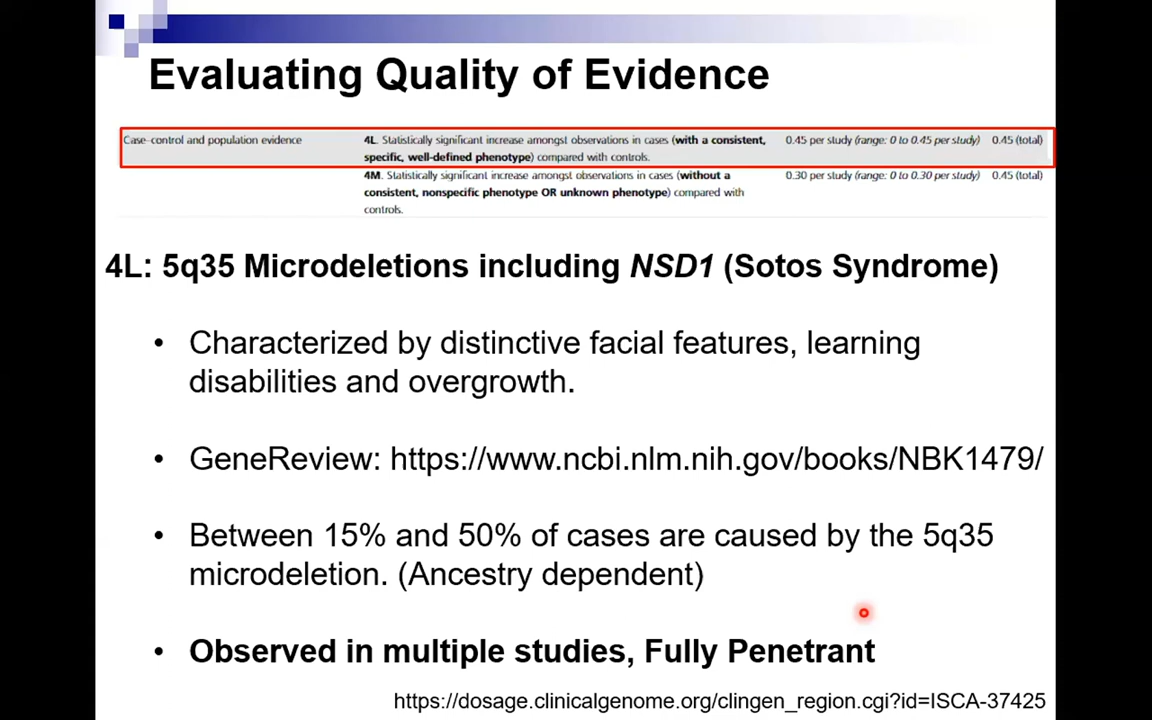 Evaluating Quality of Evidence
Case-control and population evidence 4L. Statistically significant increase amongst observations in cases (with a consistent, 0.45 per study (range: 0 to 0.45 per study) 0.45 (total)
specific, well-defined phenotype) compared with controls.
4M. Statistically significant increase amongst observations in cases (without a 0.30 per study (range: 0 to 0.30 per study) 0.45 (total)
consistent, nonspecific phenotype OR unknown phenotype) compared with
controls.
4L: 5q35 Microdeletions including NSD1 (Sotos Syndrome)
• Characterized by distinctive facial features, learning
disabilities and overgrowth.
• GeneReview: https://www.ncbi.nlm.nih.gov/books/NBK1479/
• Between 15% and 50% of cases are caused by the 5q35
microdeletion. (Ancestry dependent)
• Observed in multiple studies, Fully Penetrant
https://dosage.clinicalgenome.org/clingen_region.cgi?id=ISCA-37425